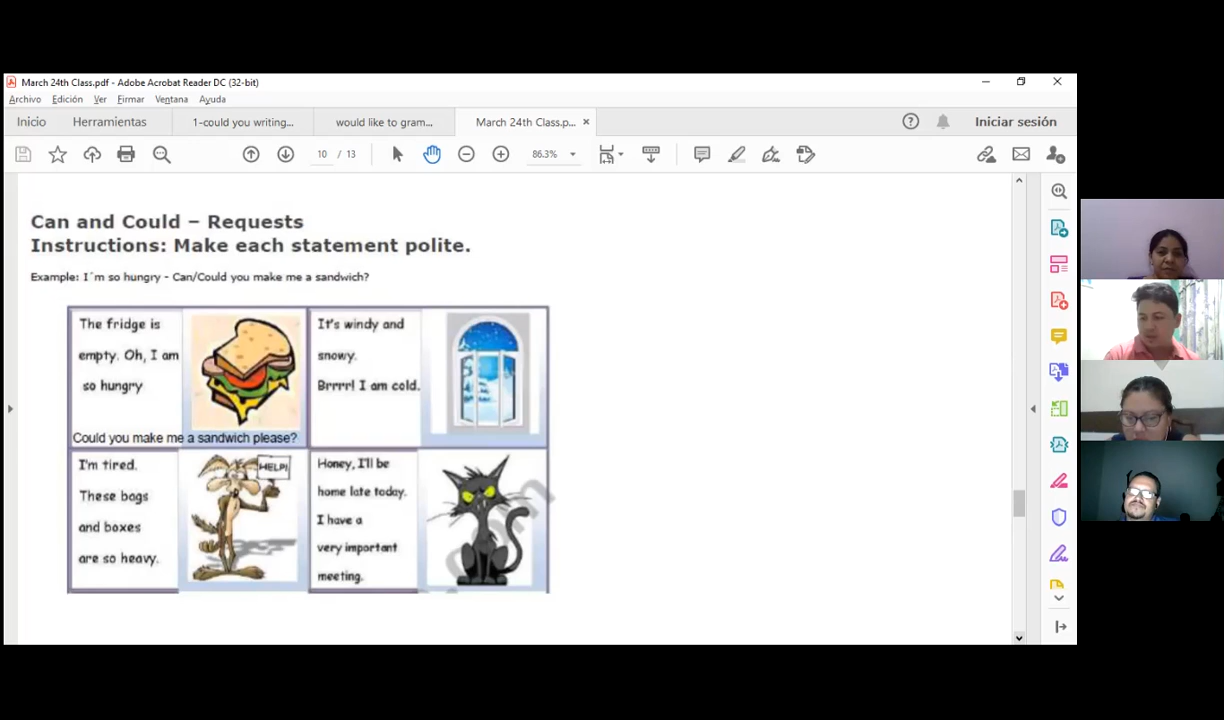 March 24th Class.pdf - Adobe Acrobat Reader DC (32-bit)
Archivo Edición Ver Firmar Ventana Ayuda
Inicio Herramientas 1-could you writing... would like to gram... March 24th Class.p... Iniciar sesión
10 / 13 86.3%
Can and Could – Requests
Instructions: Make each statement polite.
Example: I´m so hungry - Can/Could you make me a sandwich?
The fridge is
empty. Oh, I am
so hungry
Could you make me a sandwich please?
It's windy and
snowy.
Brrrr! I am cold.
I'm tired.
These bags
and boxes
are so heavy.
HELP!
Honey, I'll be
home late today.
I have a
very important
meeting.